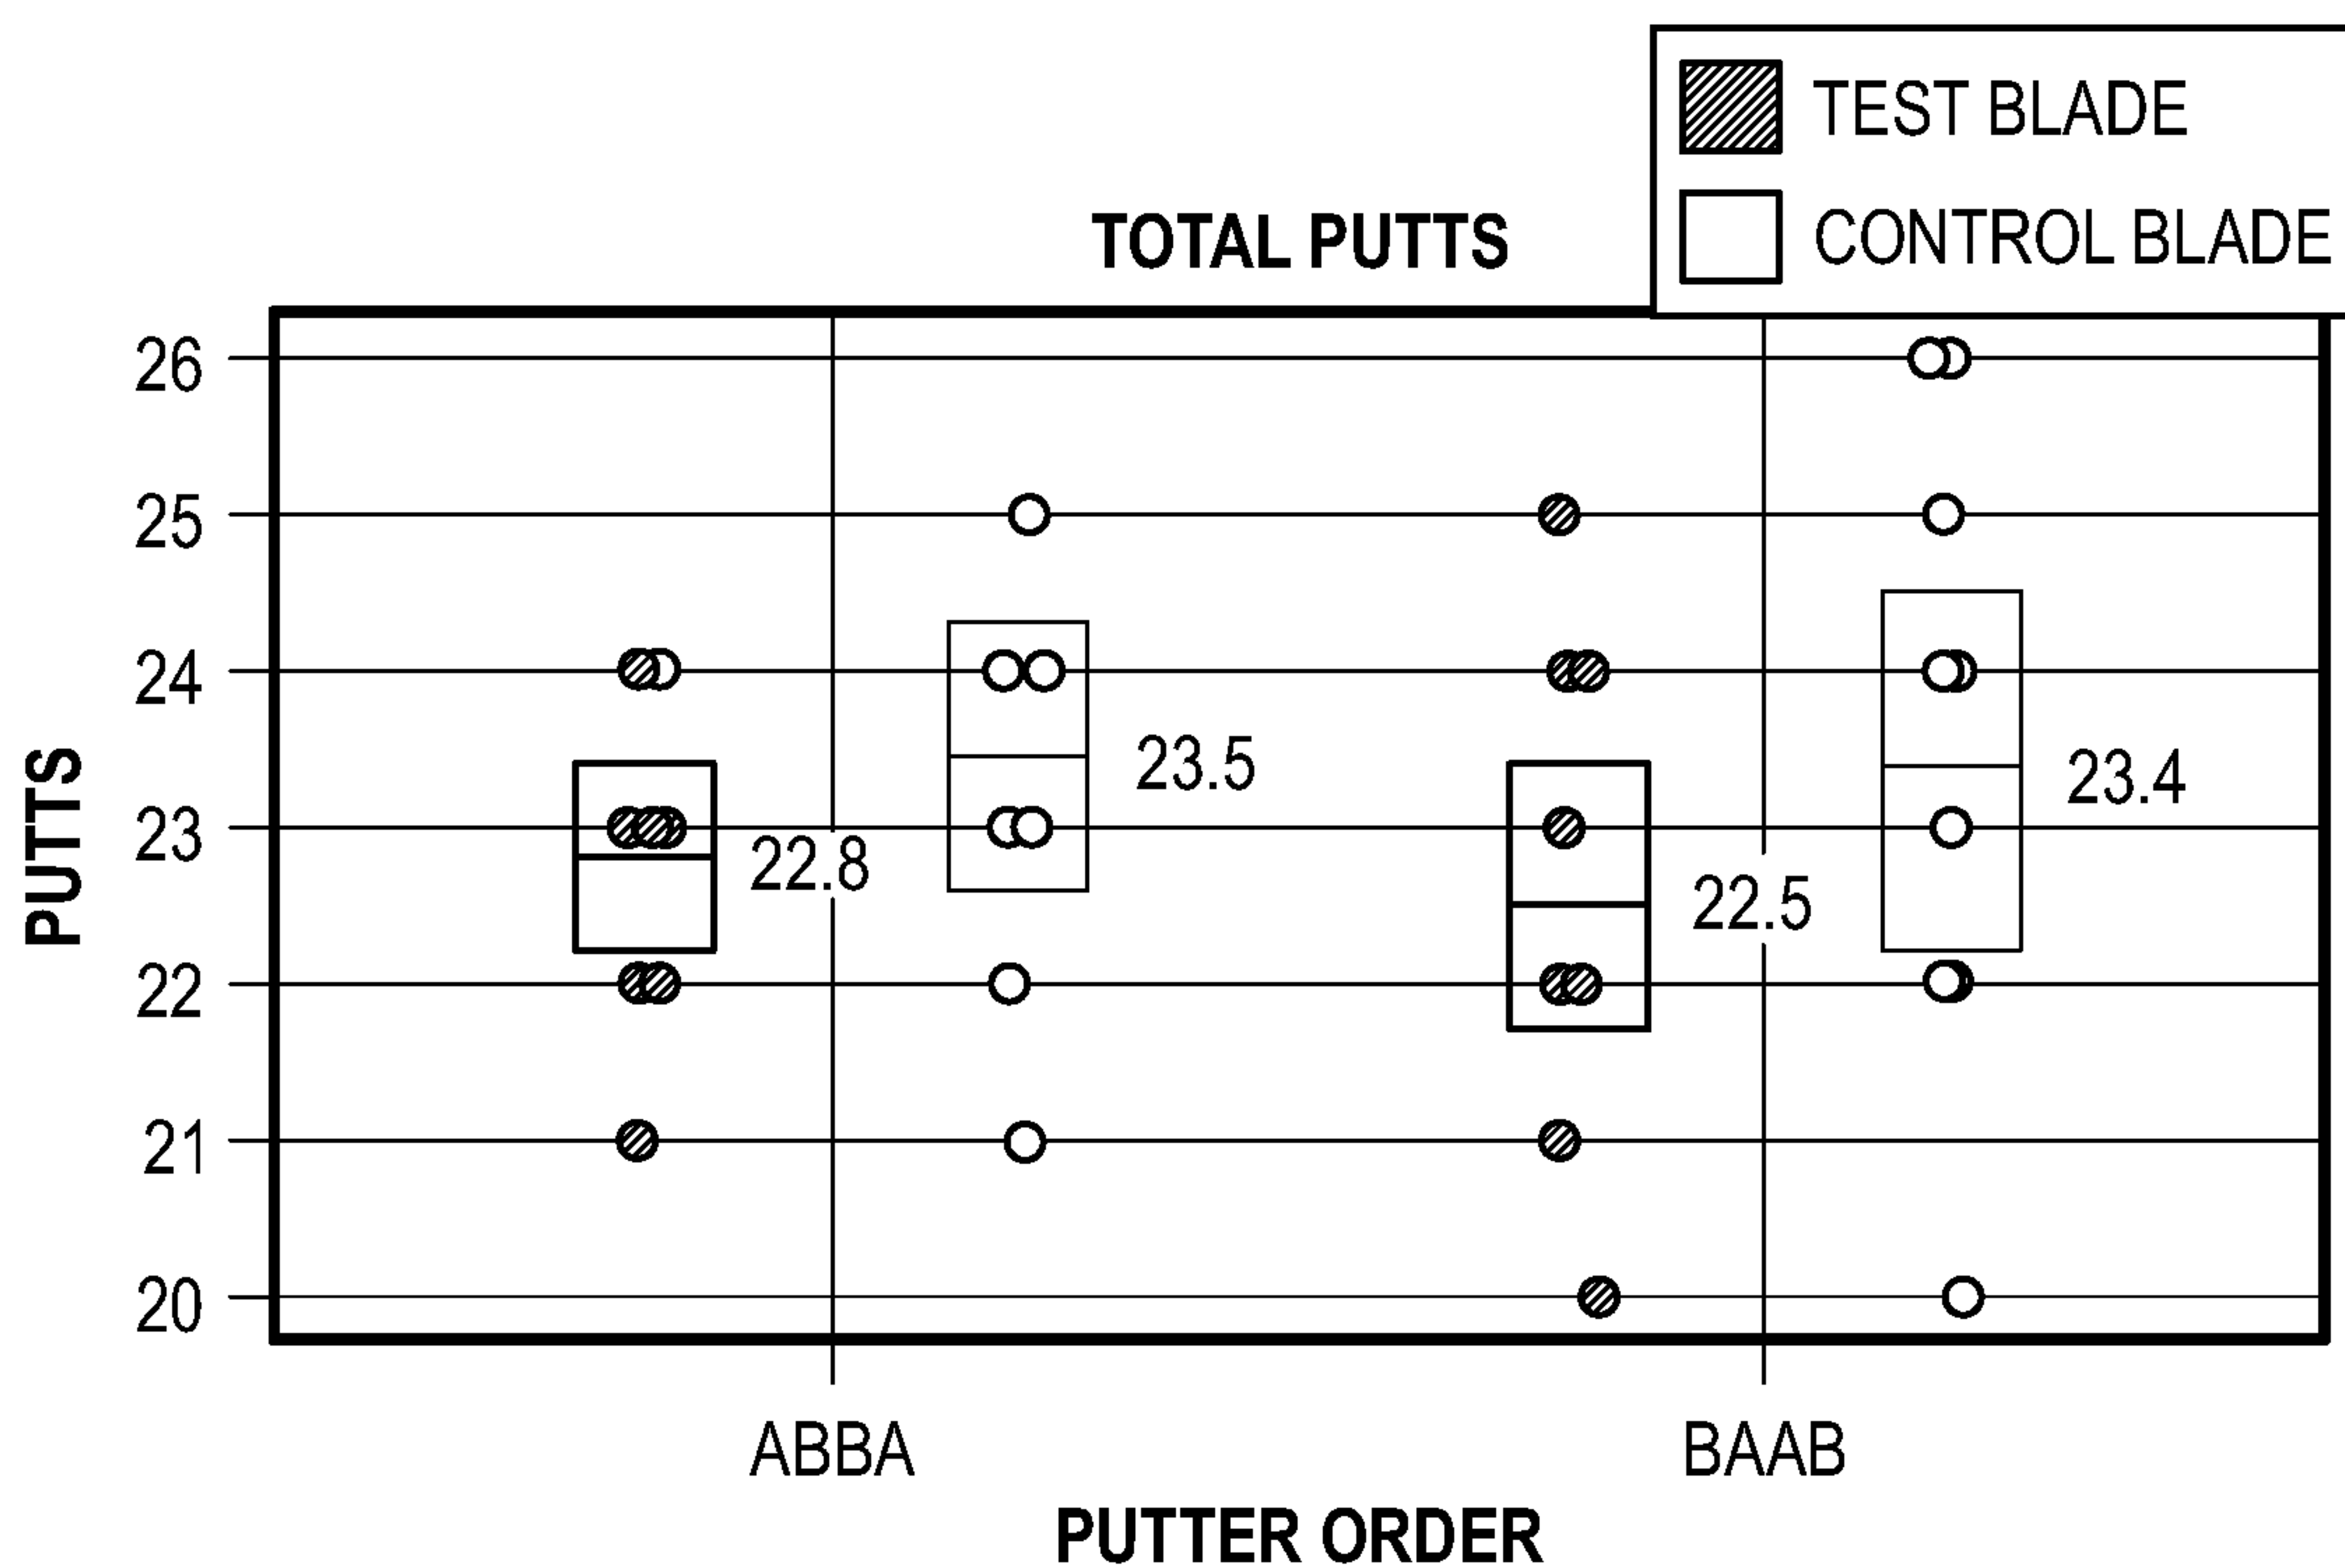 TEST BLADE
CONTROL BLADE
TOTAL PUTTS
PUTTS
26
25
24
23
22
21
20
22.8
23.5
22.5
23.4
ABBA
BAAB
PUTTER ORDER